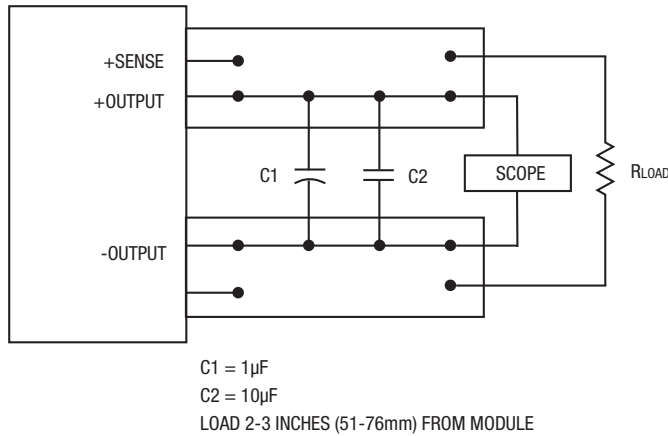 +SENSE
+OUTPUT
C1
C2
SCOPE
RLOAD
-OUTPUT
C1 = 1µF
C2 = 10µF
LOAD 2-3 INCHES (51-76mm) FROM MODULE